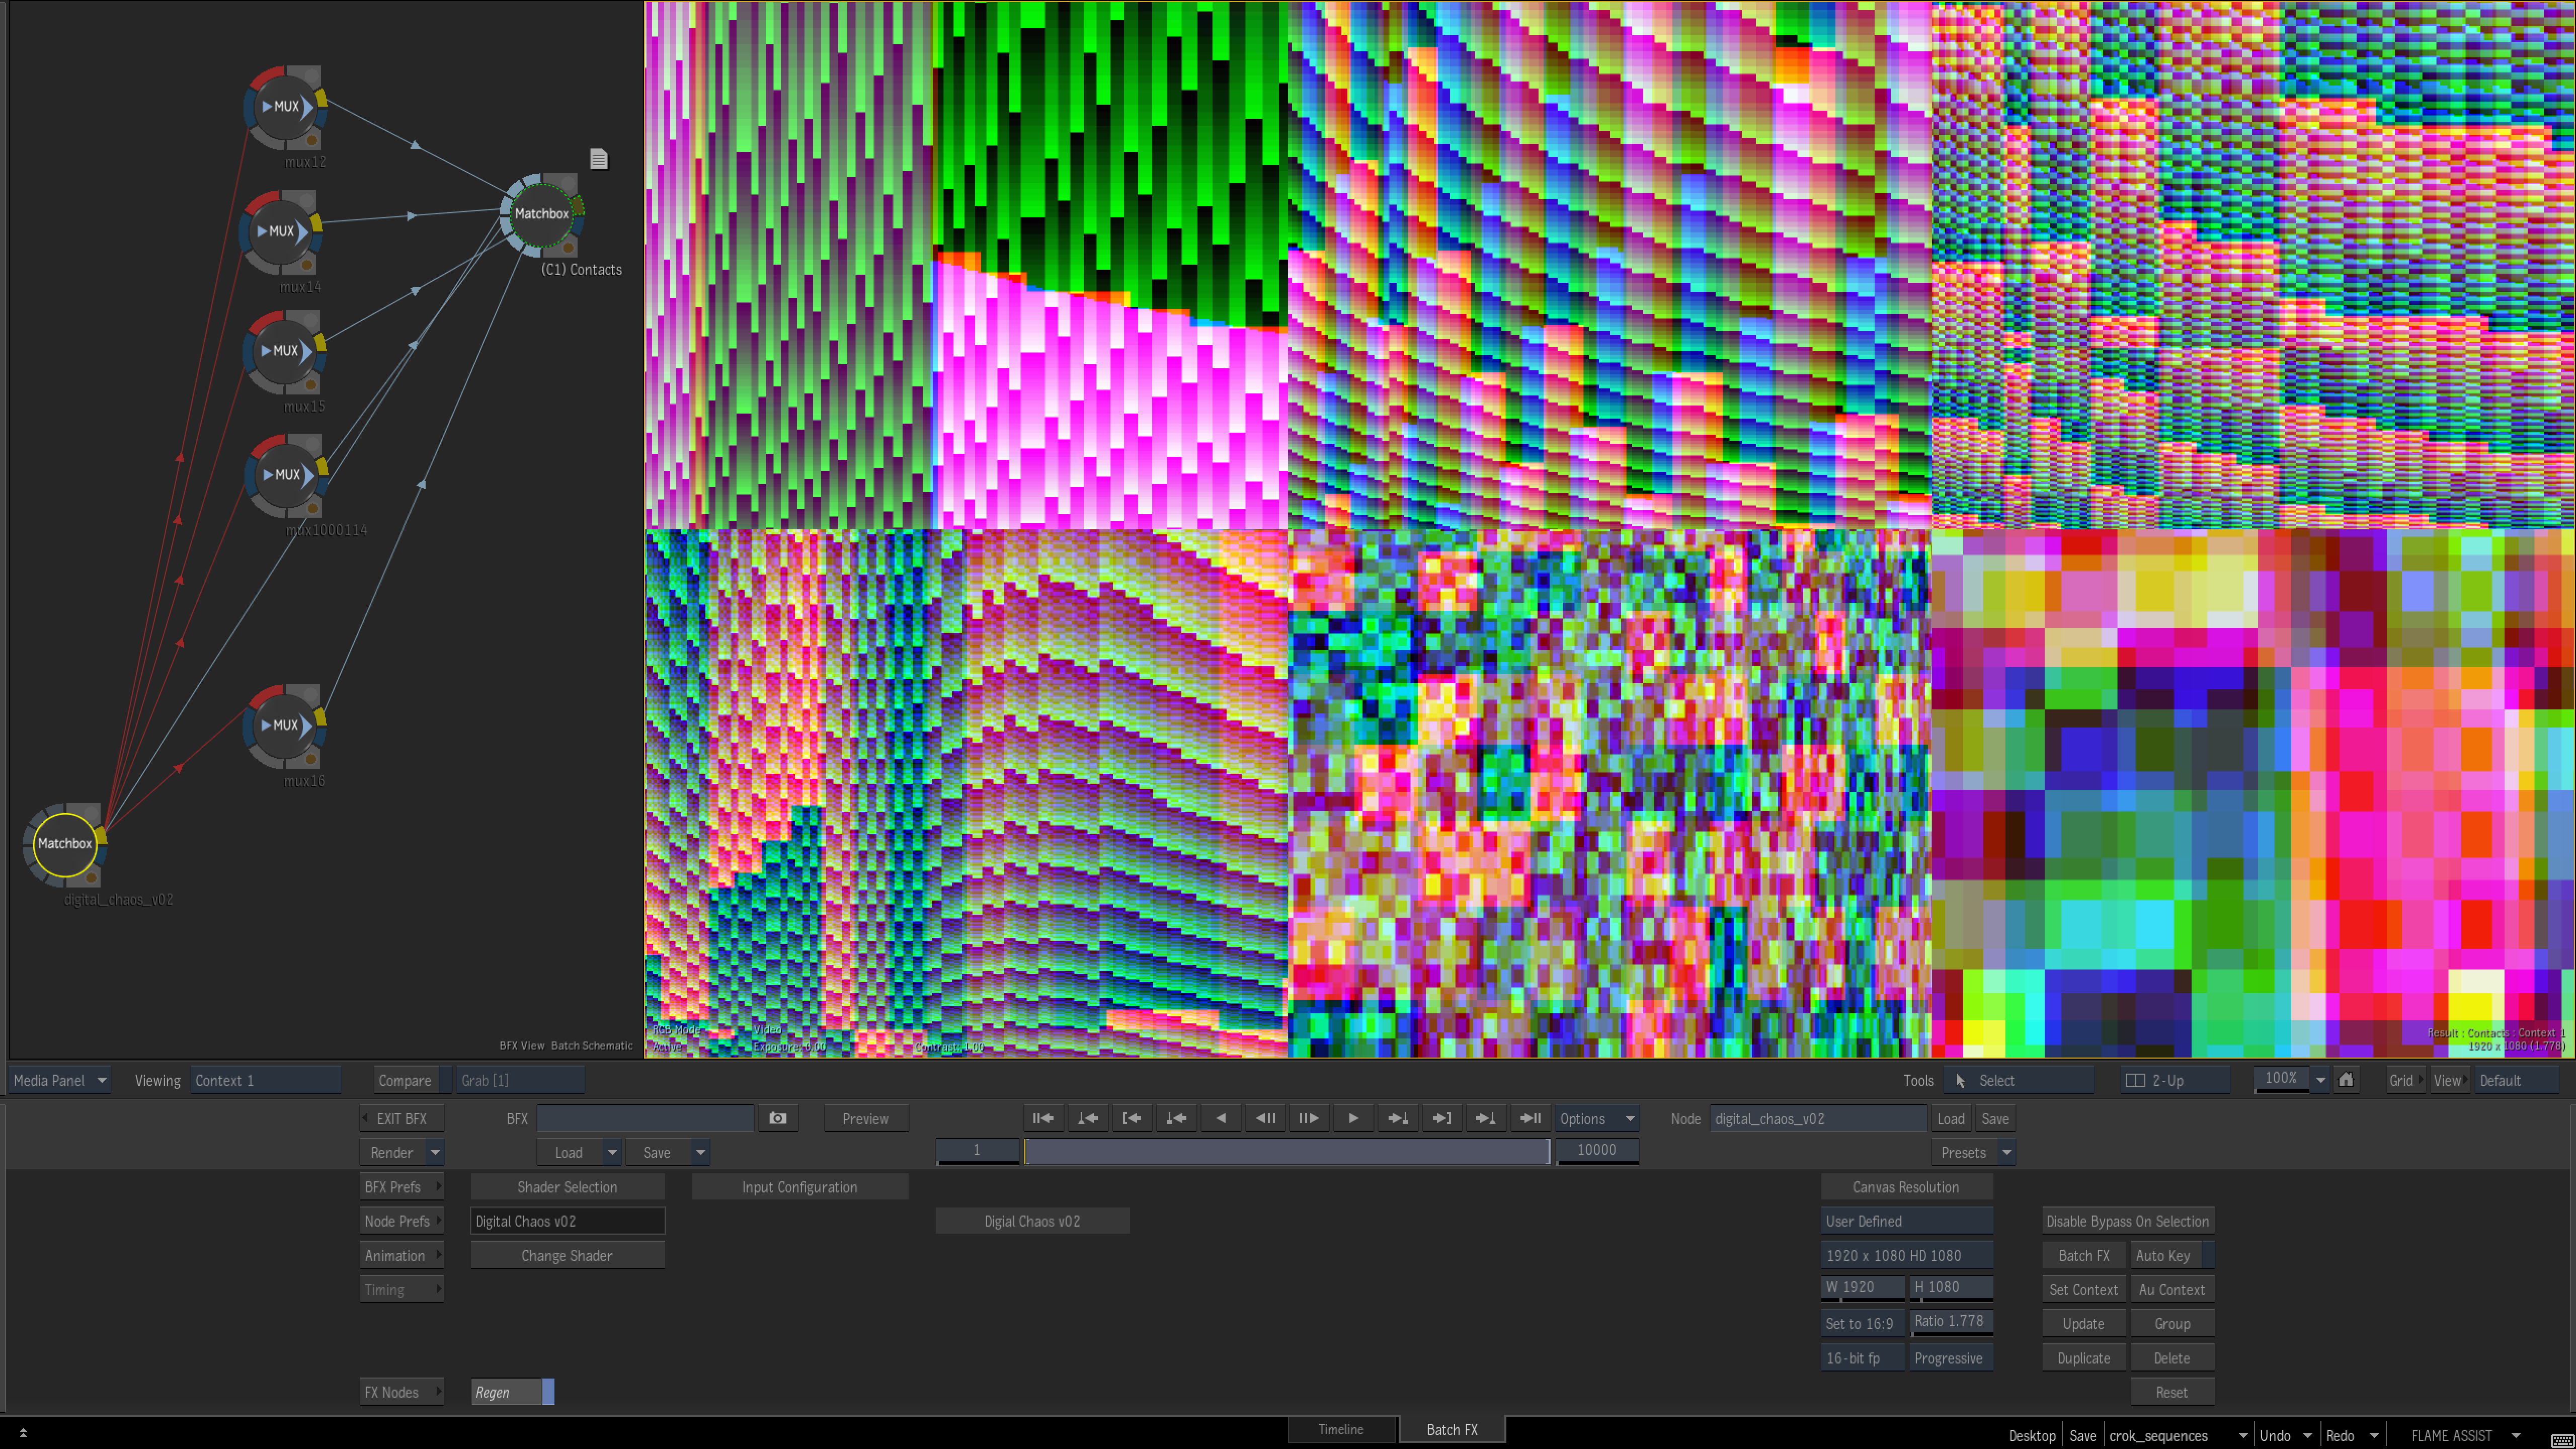 MUX
mux12
MUX
mux14
MUX
mux15
MUX
mux1000114
MUX
mux16
Matchbox
(C1) Contacts
Matchbox
digital_chaos_v02
BFX View Batch Schematic
RGB Mode Video
Active Exposure: 0.00 Contrast: 1.00
Result : Contacts : Context 1
1920 x 1080 (1.778)
Media Panel Viewing Context 1 Compare Grab [1] Tools Select 2-Up 100% Grid View Default
EXIT BFX BFX Preview Options Node digital_chaos_v02 Load Save
Render Load Save 1 10000 Presets
BFX Prefs Shader Selection Input Configuration Canvas Resolution
Node Prefs Digital Chaos v02 Digial Chaos v02 User Defined Disable Bypass On Selection
Animation Change Shader 1920 x 1080 HD 1080 Batch FX Auto Key
Timing W 1920 H 1080 Set Context Au Context
Set to 16:9 Ratio 1.778 Update Group
16-bit fp Progressive Duplicate Delete
FX Nodes Regen Reset
Timeline Batch FX
Desktop Save crok_sequences Undo Redo FLAME ASSIST